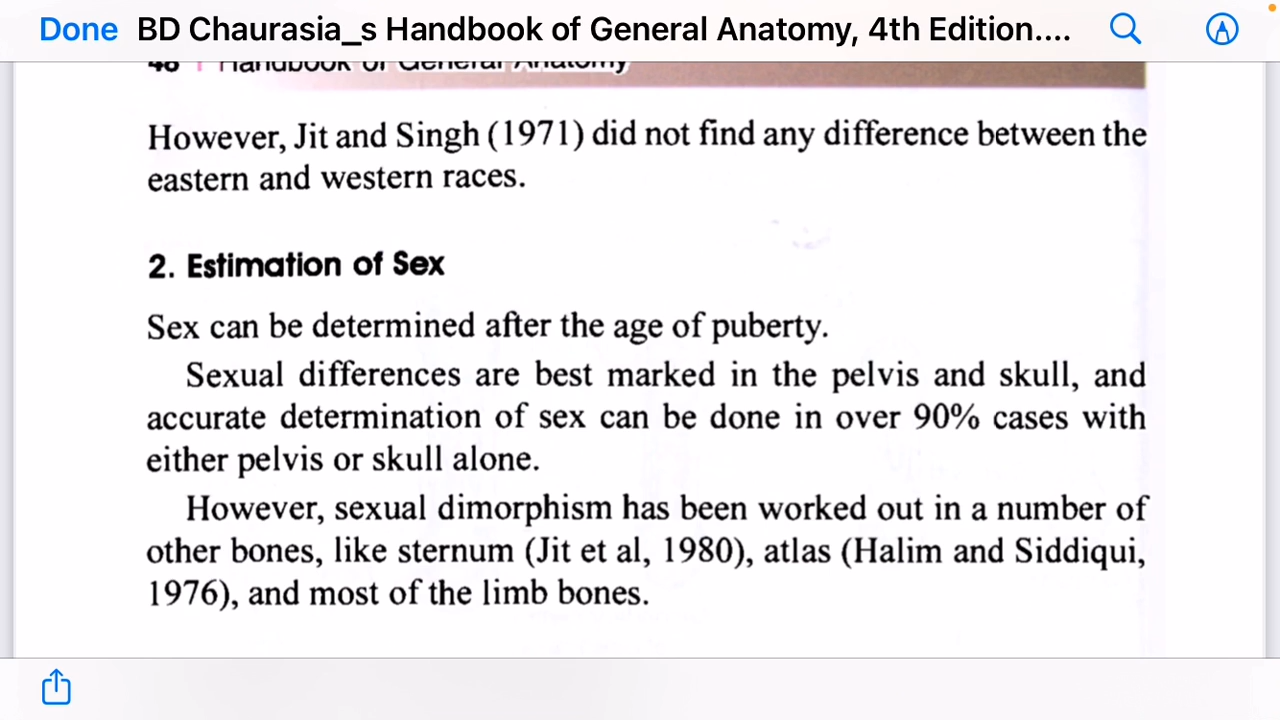 Done BD Chaurasia_s Handbook of General Anatomy, 4th Edition....
48 | Handbook of General Anatomy
However, Jit and Singh (1971) did not find any difference between the
eastern and western races.
2. Estimation of Sex
Sex can be determined after the age of puberty.
Sexual differences are best marked in the pelvis and skull, and
accurate determination of sex can be done in over 90% cases with
either pelvis or skull alone.
However, sexual dimorphism has been worked out in a number of
other bones, like sternum (Jit et al, 1980), atlas (Halim and Siddiqui,
1976), and most of the limb bones.